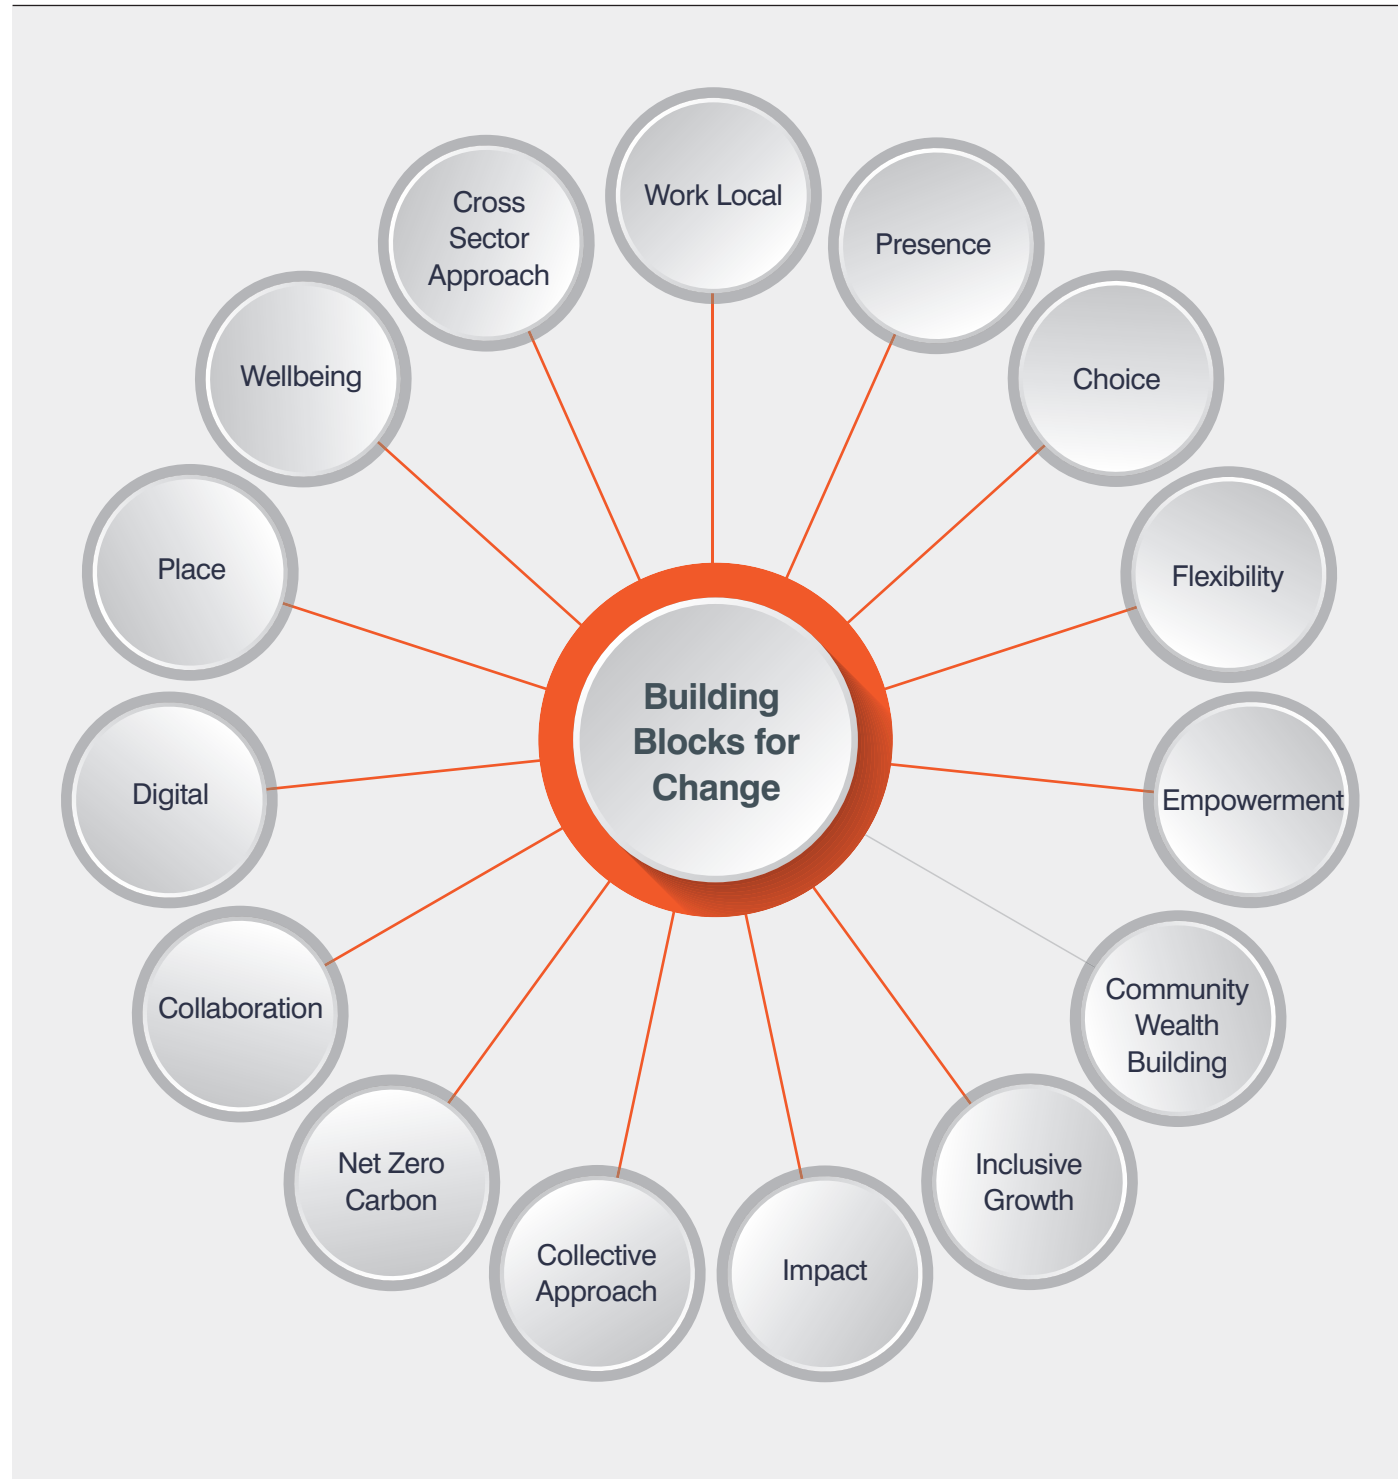 Work Local
Presence
Choice
Flexibility
Empowerment
Community
Wealth
Building
Inclusive
Growth
Impact
Collective
Approach
Net Zero
Carbon
Collaboration
Digital
Place
Wellbeing
Cross
Sector
Approach
Building
Blocks for
Change